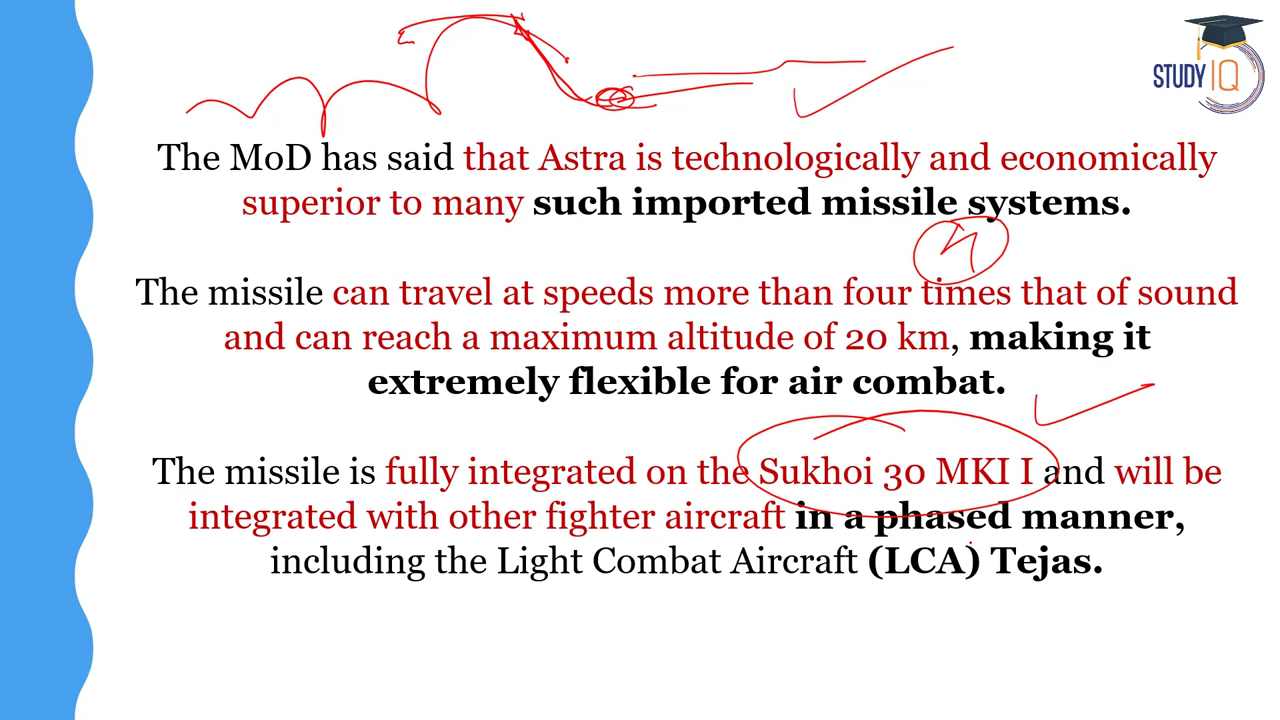 STUDY IQ
The MoD has said that Astra is technologically and economically
superior to many such imported missile systems.
4
The missile can travel at speeds more than four times that of sound
and can reach a maximum altitude of 20 km, making it
extremely flexible for air combat.
The missile is fully integrated on the Sukhoi 30 MKI I and will be
integrated with other fighter aircraft in a phased manner,
including the Light Combat Aircraft (LCA) Tejas.